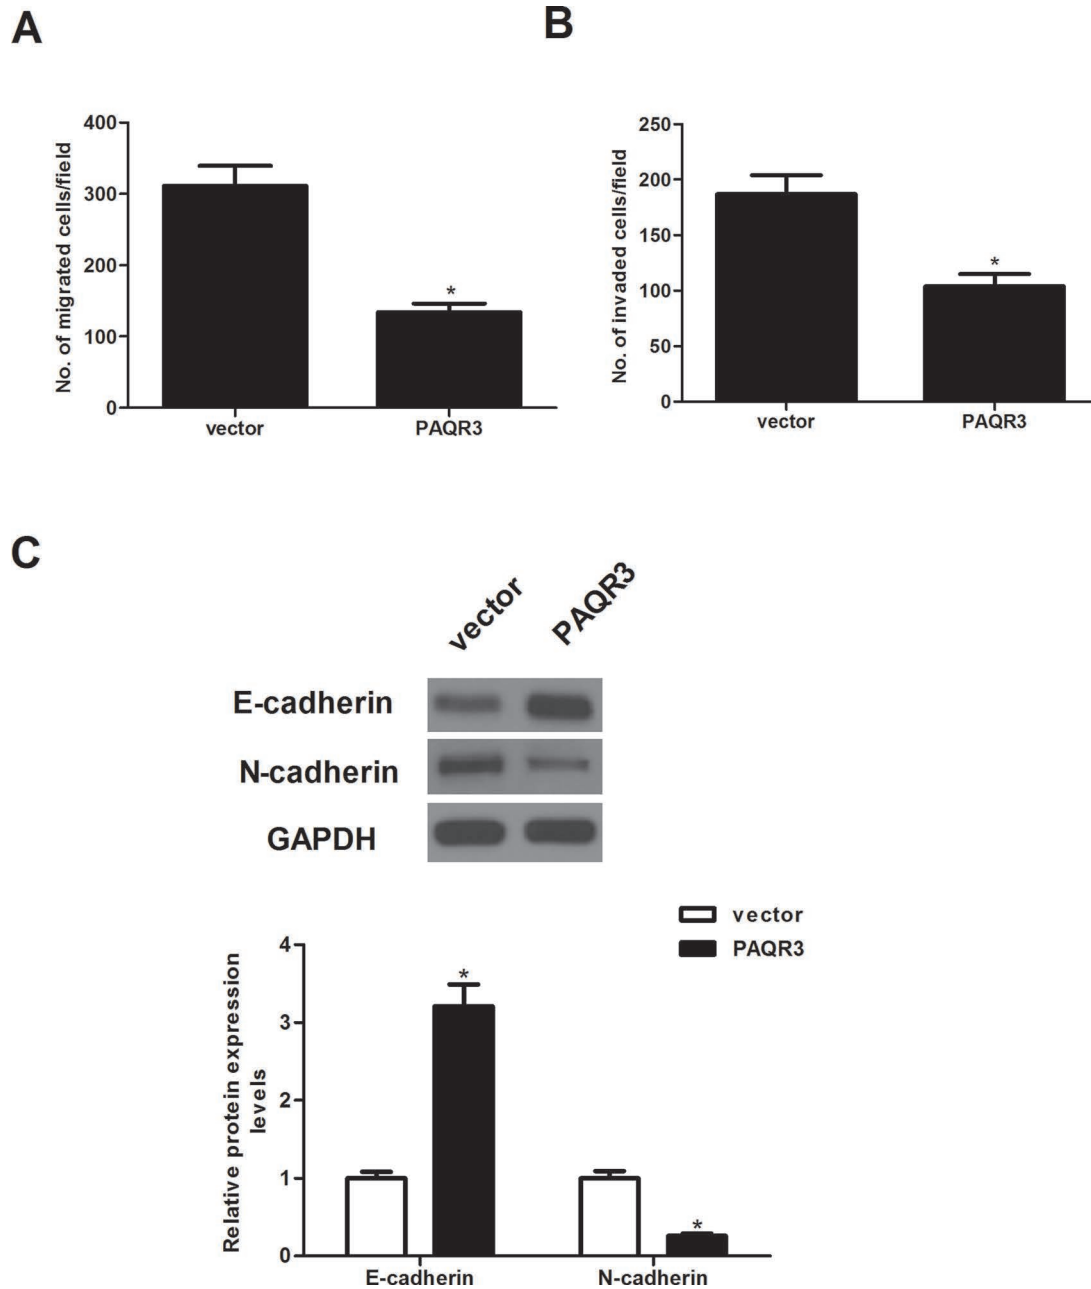 A
B
No. of migrated cells/field
400
300
200
100
0
*
vector
PAQR3
No. of invaded cells/field
250
200
150
100
50
0
*
vector
PAQR3
C
vector
PAQR3
E-cadherin
N-cadherin
GAPDH
vector
PAQR3
Relative protein expression
levels
4
3
2
1
0
*
*
E-cadherin
N-cadherin